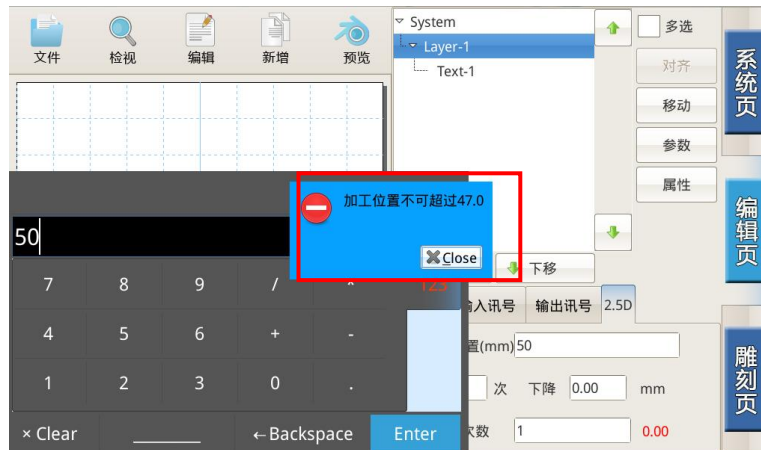 文件
检视
编辑
新增
预览
System
Layer-1
Text-1
多选
对齐
移动
参数
属性
系统页
编辑页
雕刻页
加工位置不可超过47.0
Close
50
下移
7 8 9 / 123
4 5 6 + -
1 2 3 0 .
× Clear ←Backspace Enter
入讯号 输出讯号 2.5D
置(mm) 50
次 下降 0.00 mm
次数 1 0.00